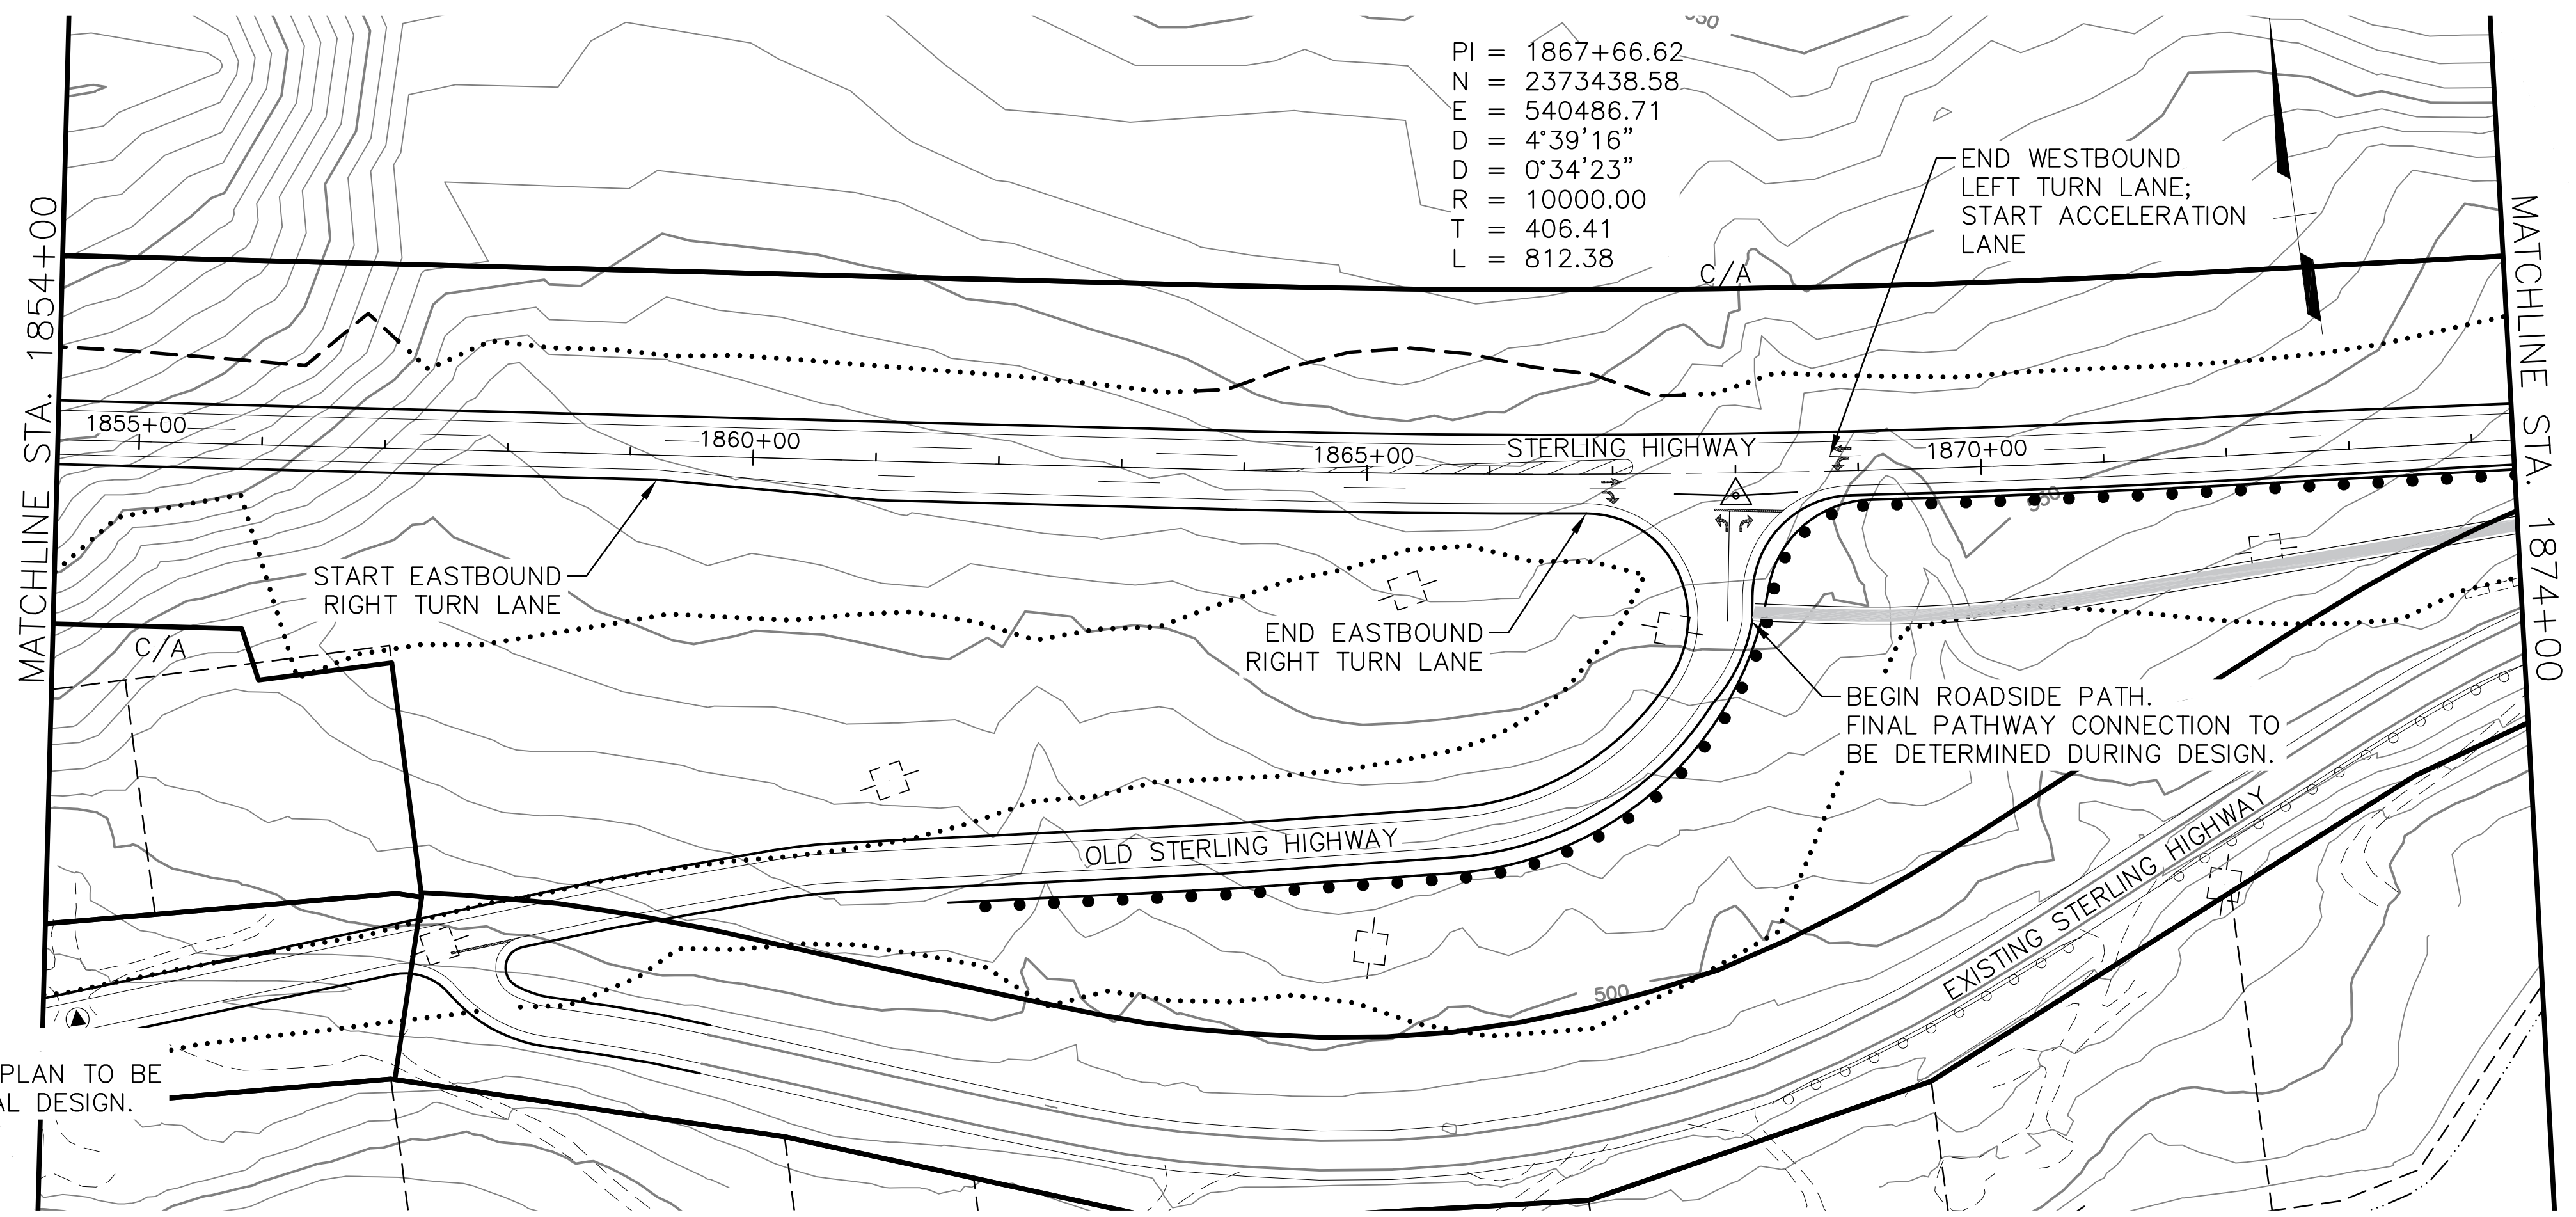 530
PI = 1867+66.62
N = 2373438.58
E = 540486.71
D = 4°39'16"
D = 0°34'23"
R = 10000.00
T = 406.41
L = 812.38
END WESTBOUND
LEFT TURN LANE;
START ACCELERATION
LANE
C/A
MATCHLINE STA. 1854+00
MATCHLINE STA. 1874+00
1855+00
1860+00
1865+00
STERLING HIGHWAY
1870+00
START EASTBOUND
RIGHT TURN LANE
C/A
END EASTBOUND
RIGHT TURN LANE
BEGIN ROADSIDE PATH.
FINAL PATHWAY CONNECTION TO
BE DETERMINED DURING DESIGN.
OLD STERLING HIGHWAY
EXISTING STERLING HIGHWAY
500
PLAN TO BE
AL DESIGN.